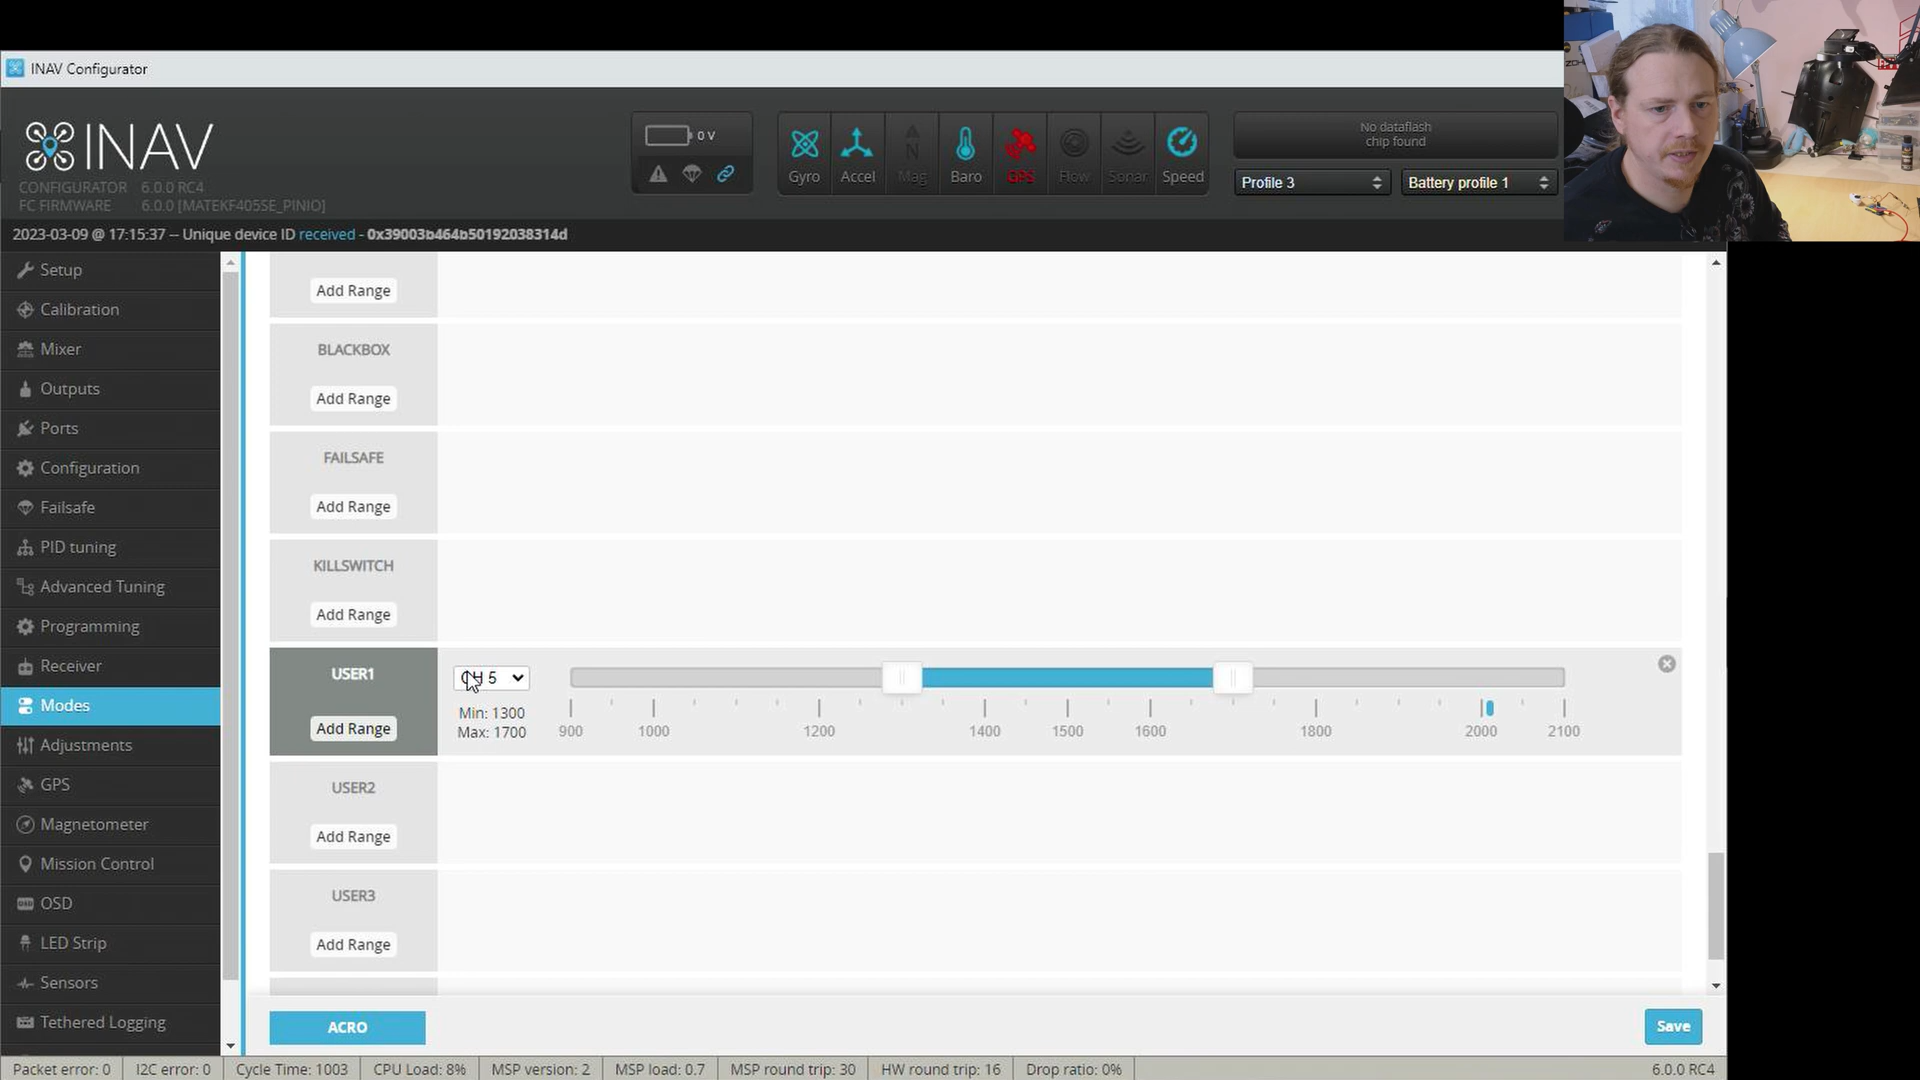 INAV Configurator
INAV
CONFIGURATOR 6.0.0 RC4
FC FIRMWARE 6.0.0 [MATEKF405SE_PINIO]
0 V
Gyro
Accel
Mag
Baro
GPS
Flow
Sonar
Speed
No dataflash
chip found
Profile 3
Battery profile 1
2023-03-09 @ 17:15:37 -- Unique device ID received - 0x39003b464b50192038314d
Setup
Calibration
Mixer
Outputs
Ports
Configuration
Failsafe
PID tuning
Advanced Tuning
Programming
Receiver
Modes
Adjustments
GPS
Magnetometer
Mission Control
OSD
LED Strip
Sensors
Tethered Logging
Add Range
BLACKBOX
Add Range
FAILSAFE
Add Range
KILLSWITCH
Add Range
USER1
Add Range
CH 5
Min: 1300
Max: 1700
900 1000 1200 1400 1500 1600 1800 2000 2100
USER2
Add Range
USER3
Add Range
ACRO
Save
Packet error: 0
I2C error: 0
Cycle Time: 1003
CPU Load: 8%
MSP version: 2
MSP load: 0.7
MSP round trip: 30
HW round trip: 16
Drop ratio: 0%
6.0.0 RC4